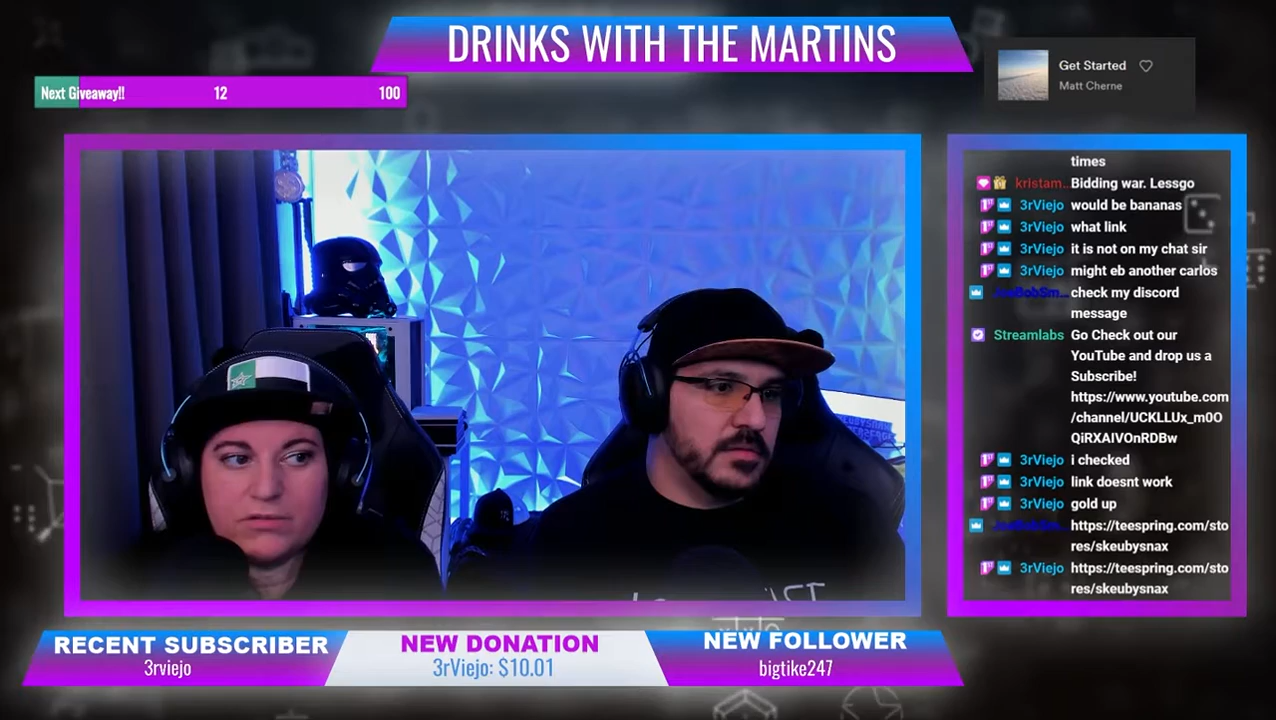 DRINKS WITH THE MARTINS
Next Giveaway!!
12
100
Get Started
Matt Cherne
times
kristam... Bidding war. Lessgo
3rViejo would be bananas
3rViejo what link
3rViejo it is not on my chat sir
3rViejo might eb another carlos
check my discord
message
Streamlabs Go Check out our
YouTube and drop us a
Subscribe!
https://www.youtube.com
/channel/UCKLLUx_m0O
QiRXAIVOnRDBw
3rViejo i checked
3rViejo link doesnt work
3rViejo gold up
https://teespring.com/sto
res/skeubysnax
3rViejo https://teespring.com/sto
res/skeubysnax
RECENT SUBSCRIBER
3rviejo
NEW DONATION
3rViejo: $10.01
NEW FOLLOWER
bigtike247